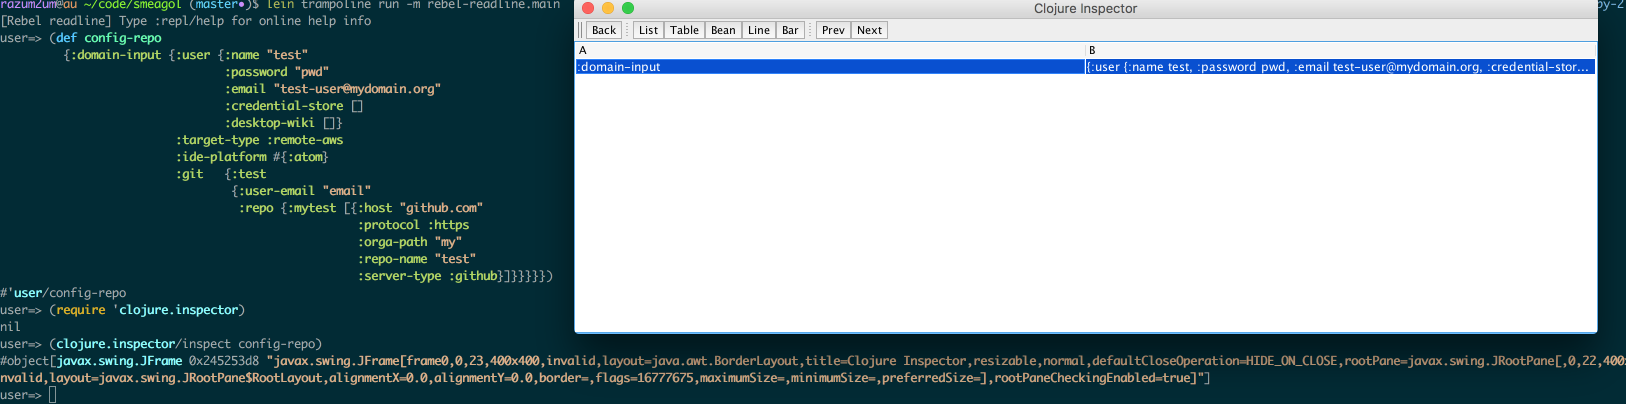 razum2um@au ~/code/smeagol (master•)$ lein trampoline run -m rebel-readline.main
[Rebel readline] Type :repl/help for online help info
user=> (def config-repo
{:domain-input {:user {:name "test"
:password "pwd"
:email "test-user@mydomain.org"
:credential-store []
:desktop-wiki []}
:target-type :remote-aws
:ide-platform #{:atom}
:git {:test
{:user-email "email"
:repo {:mytest [{:host "github.com"
:protocol :https
:orga-path "my"
:repo-name "test"
:server-type :github}]}}}}})
#'user/config-repo
user=> (require 'clojure.inspector)
nil
user=> (clojure.inspector/inspect config-repo)
#object[javax.swing.JFrame 0x245253d8 "javax.swing.JFrame[frame0,0,23,400x400,invalid,layout=java.awt.BorderLayout,title=Clojure Inspector,resizable,normal,defaultCloseOperation=HIDE_ON_CLOSE,rootPane=javax.swing.JRootPane[,0,22,400x
nvalid,layout=javax.swing.JRootPane$RootLayout,alignmentX=0.0,alignmentY=0.0,border=,flags=16777675,maximumSize=,minimumSize=,preferredSize=],rootPaneCheckingEnabled=true]"]
user=>
Clojure Inspector
Back List Table Bean Line Bar Prev Next
A B
:domain-input {:user {:name test, :password pwd, :email test-user@mydomain.org, :credential-stor...